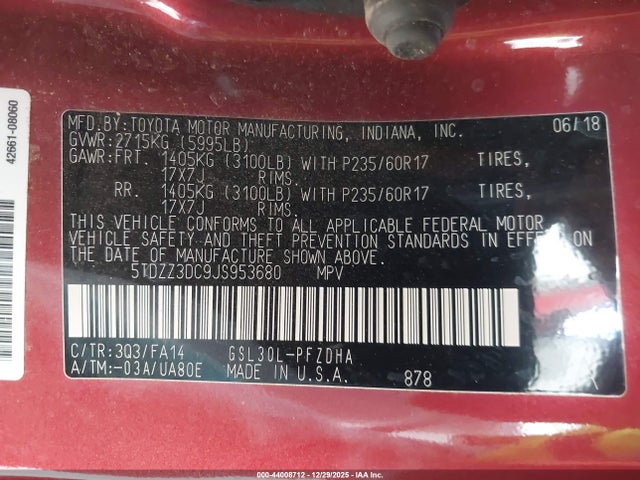 42661-08060
MFD.BY:TOYOTA MOTOR MANUFACTURING, INDIANA, INC. 06/18
GVWR:2715KG (5995LB)
GAWR:FRT. 1405KG (3100LB) WITH P235/60R17 TIRES,
17X7J RIMS.
RR. 1405KG (3100LB) WITH P235/60R17 TIRES,
17X7J RIMS.
THIS VEHICLE CONFORMS TO ALL APPLICABLE FEDERAL MOTOR
VEHICLE SAFETY AND THEFT PREVENTION STANDARDS IN EFFECT ON
THE DATE OF MANUFACTURE SHOWN ABOVE.
5TDZZ3DC9JS953680 MPV
C/TR:3Q3/FA14 GSL30L-PFZDHA
A/TM:-03A/UA80E MADE IN U.S.A. 878
000-44008712 - 12/29/2025 - IAA Inc.